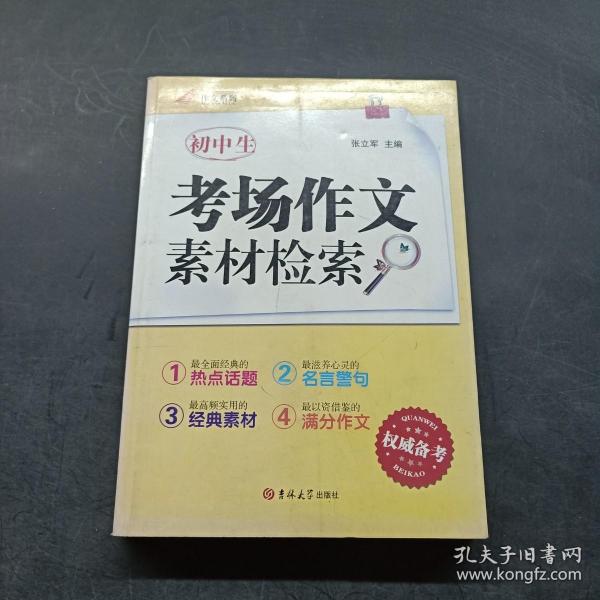 初中生
张立军 主编
考场作文
素材检索
1 最全面经典的
热点话题
2 最滋养心灵的
名言警句
3 最高频实用的
经典素材
4 最以资借鉴的
满分作文
QUANWEI
权威备考
BEIKAO
吉林大学出版社
孔夫子旧书网
www.kongfz.com